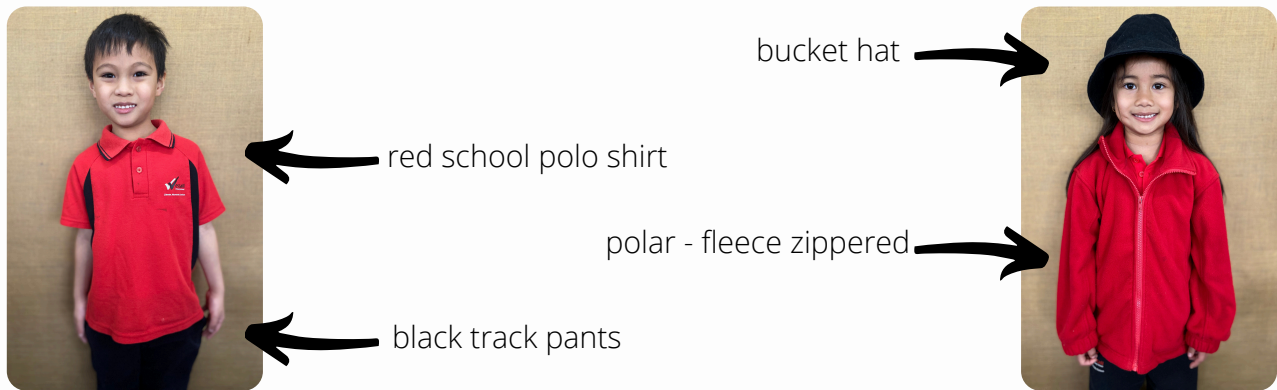 bucket hat
red school polo shirt
polar - fleece zippered
black track pants